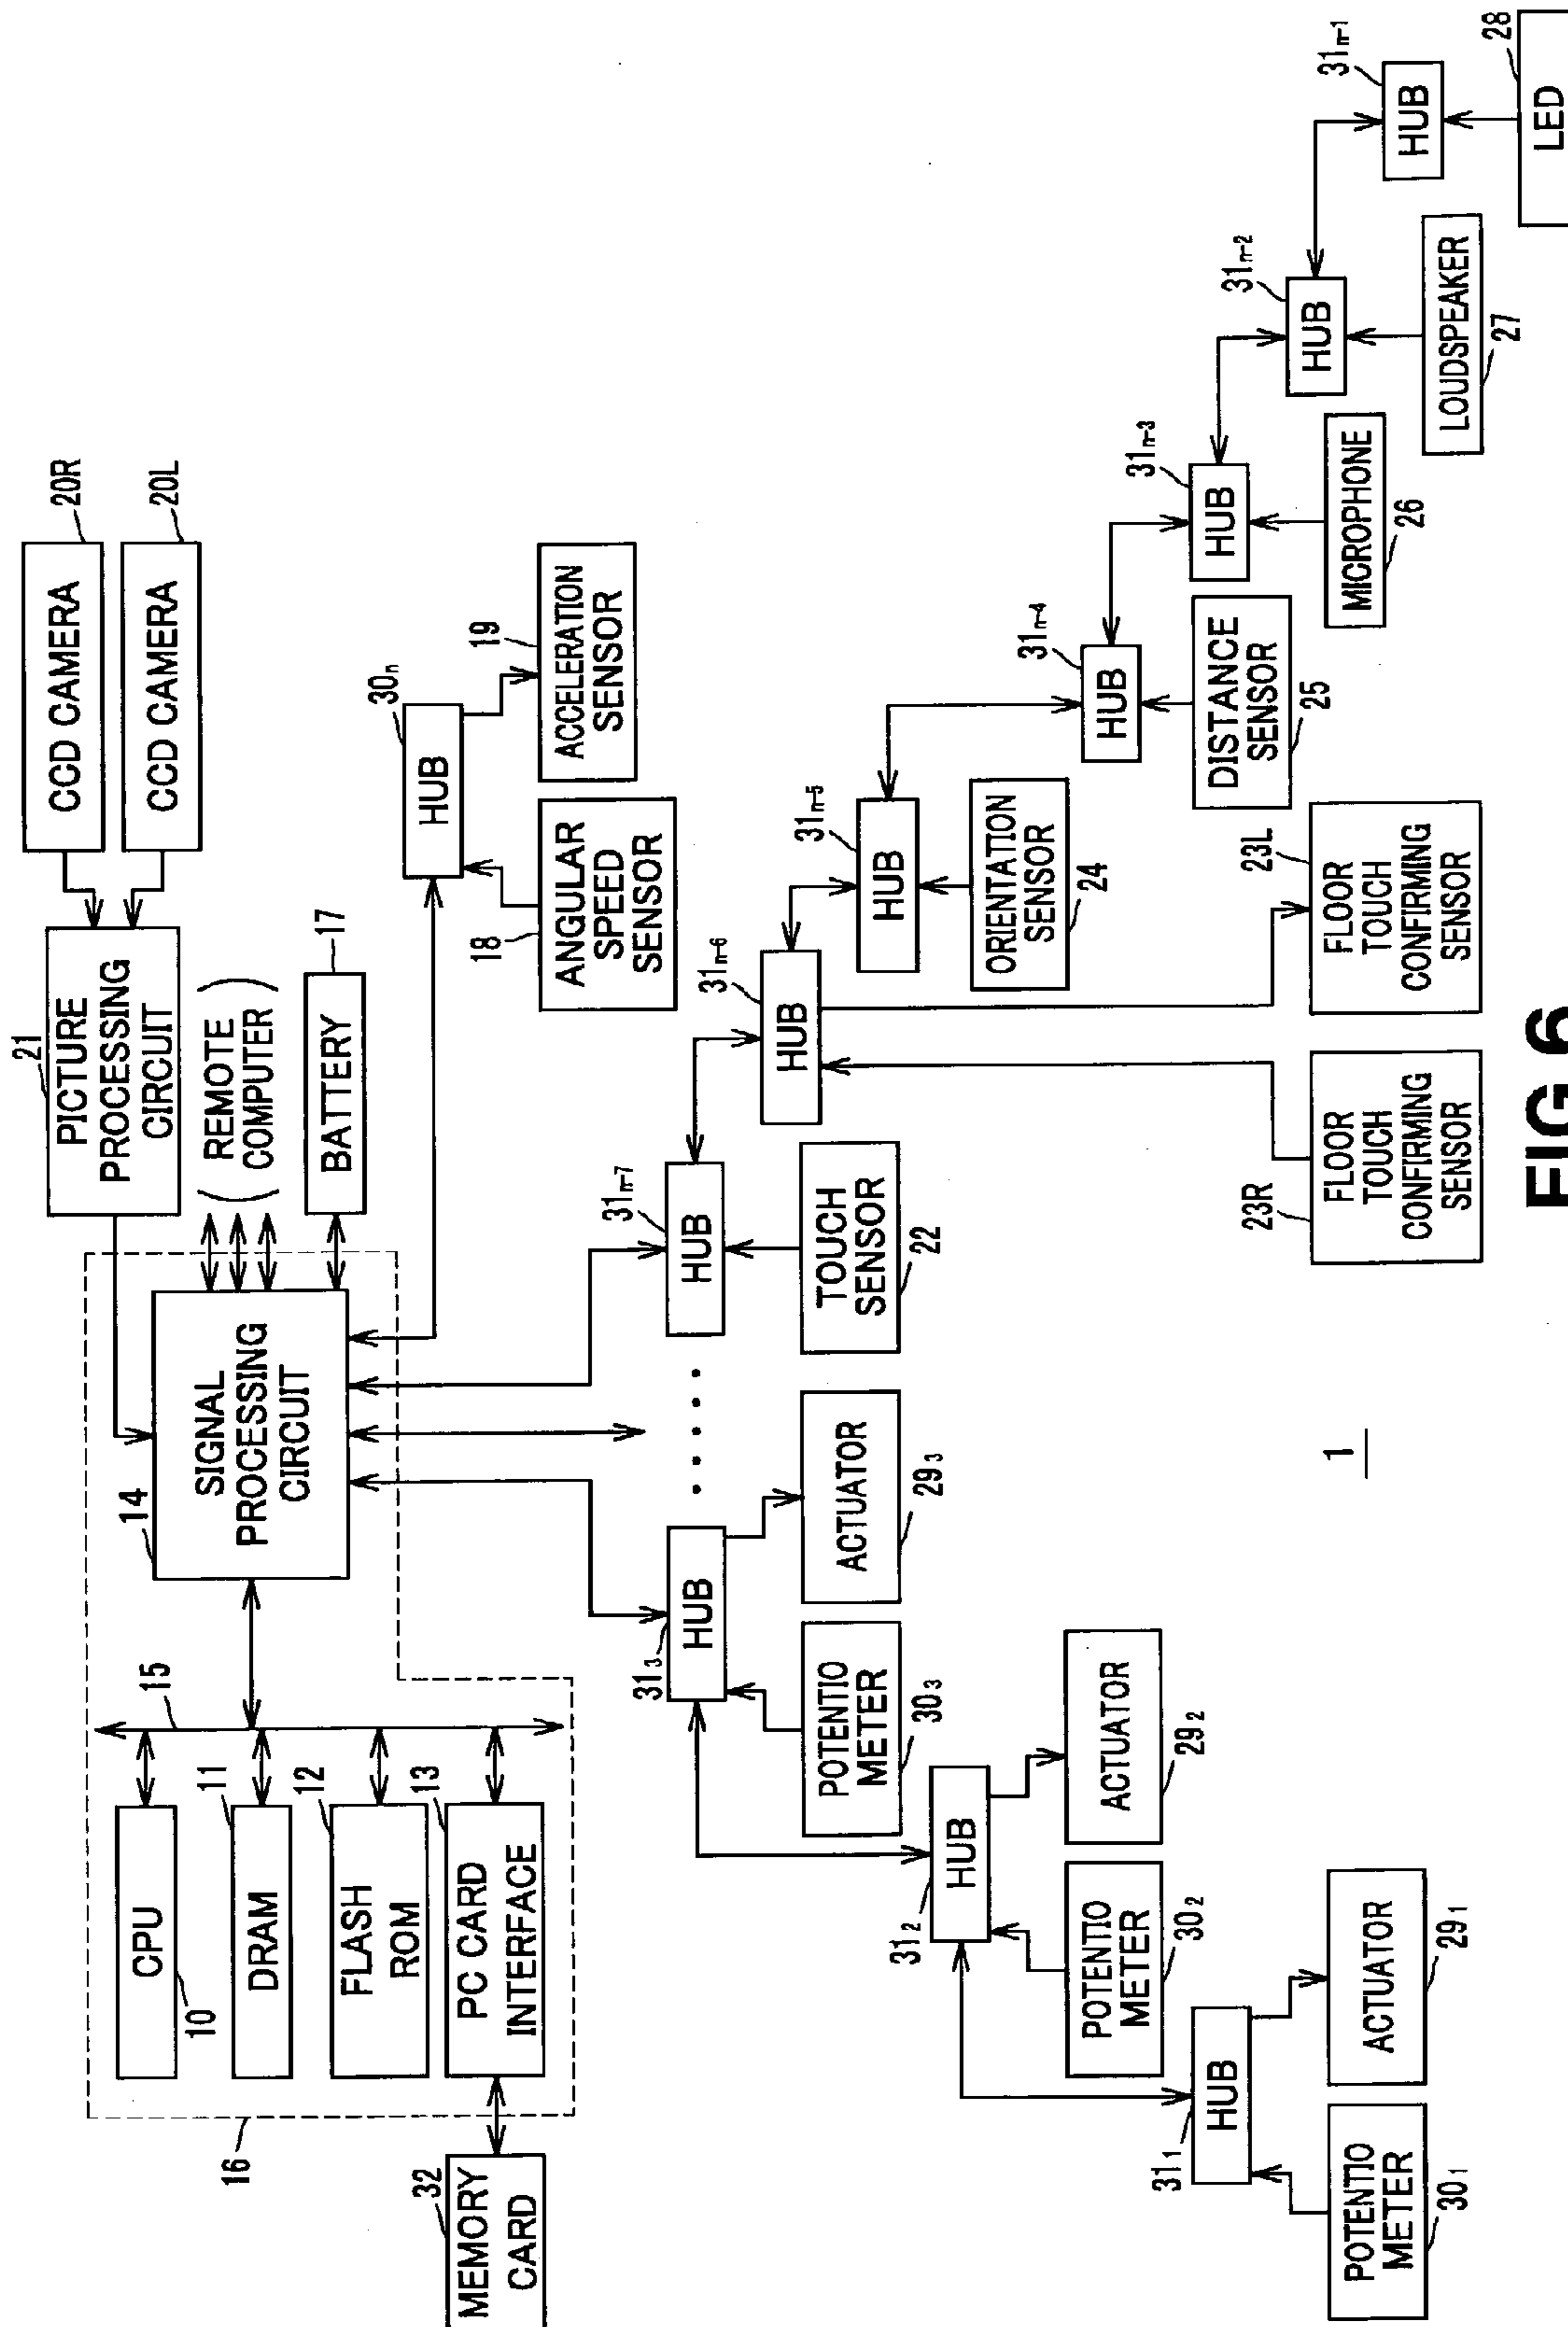 21
PICTURE
PROCESSING
CIRCUIT
CCD CAMERA
20R
CCD CAMERA
20L
(REMOTE
COMPUTER)
BATTERY
17
14
SIGNAL
PROCESSING
CIRCUIT
15
CPU
10
11
DRAM
12
FLASH
ROM
13
PC CARD
INTERFACE
16
32
MEMORY
CARD
30n
HUB
18
ANGULAR
SPEED
SENSOR
19
ACCELERATION
SENSOR
31₃
HUB
POTENTIO
METER
30₃
ACTUATOR
29₃
••••••
31n-7
HUB
TOUCH
SENSOR
22
31n-6
HUB
23R
FLOOR
TOUCH
CONFIRMING
SENSOR
23L
FLOOR
TOUCH
CONFIRMING
SENSOR
31n-5
HUB
ORIENTATION
SENSOR
24
31n-4
HUB
DISTANCE
SENSOR
25
31n-3
HUB
MICROPHONE
26
31n-2
HUB
LOUDSPEAKER
27
31n-1
HUB
28
LED
31₂
HUB
POTENTIO
METER
30₂
ACTUATOR
29₂
31₁
HUB
POTENTIO
METER
30₁
ACTUATOR
29₁
1
FIG.6